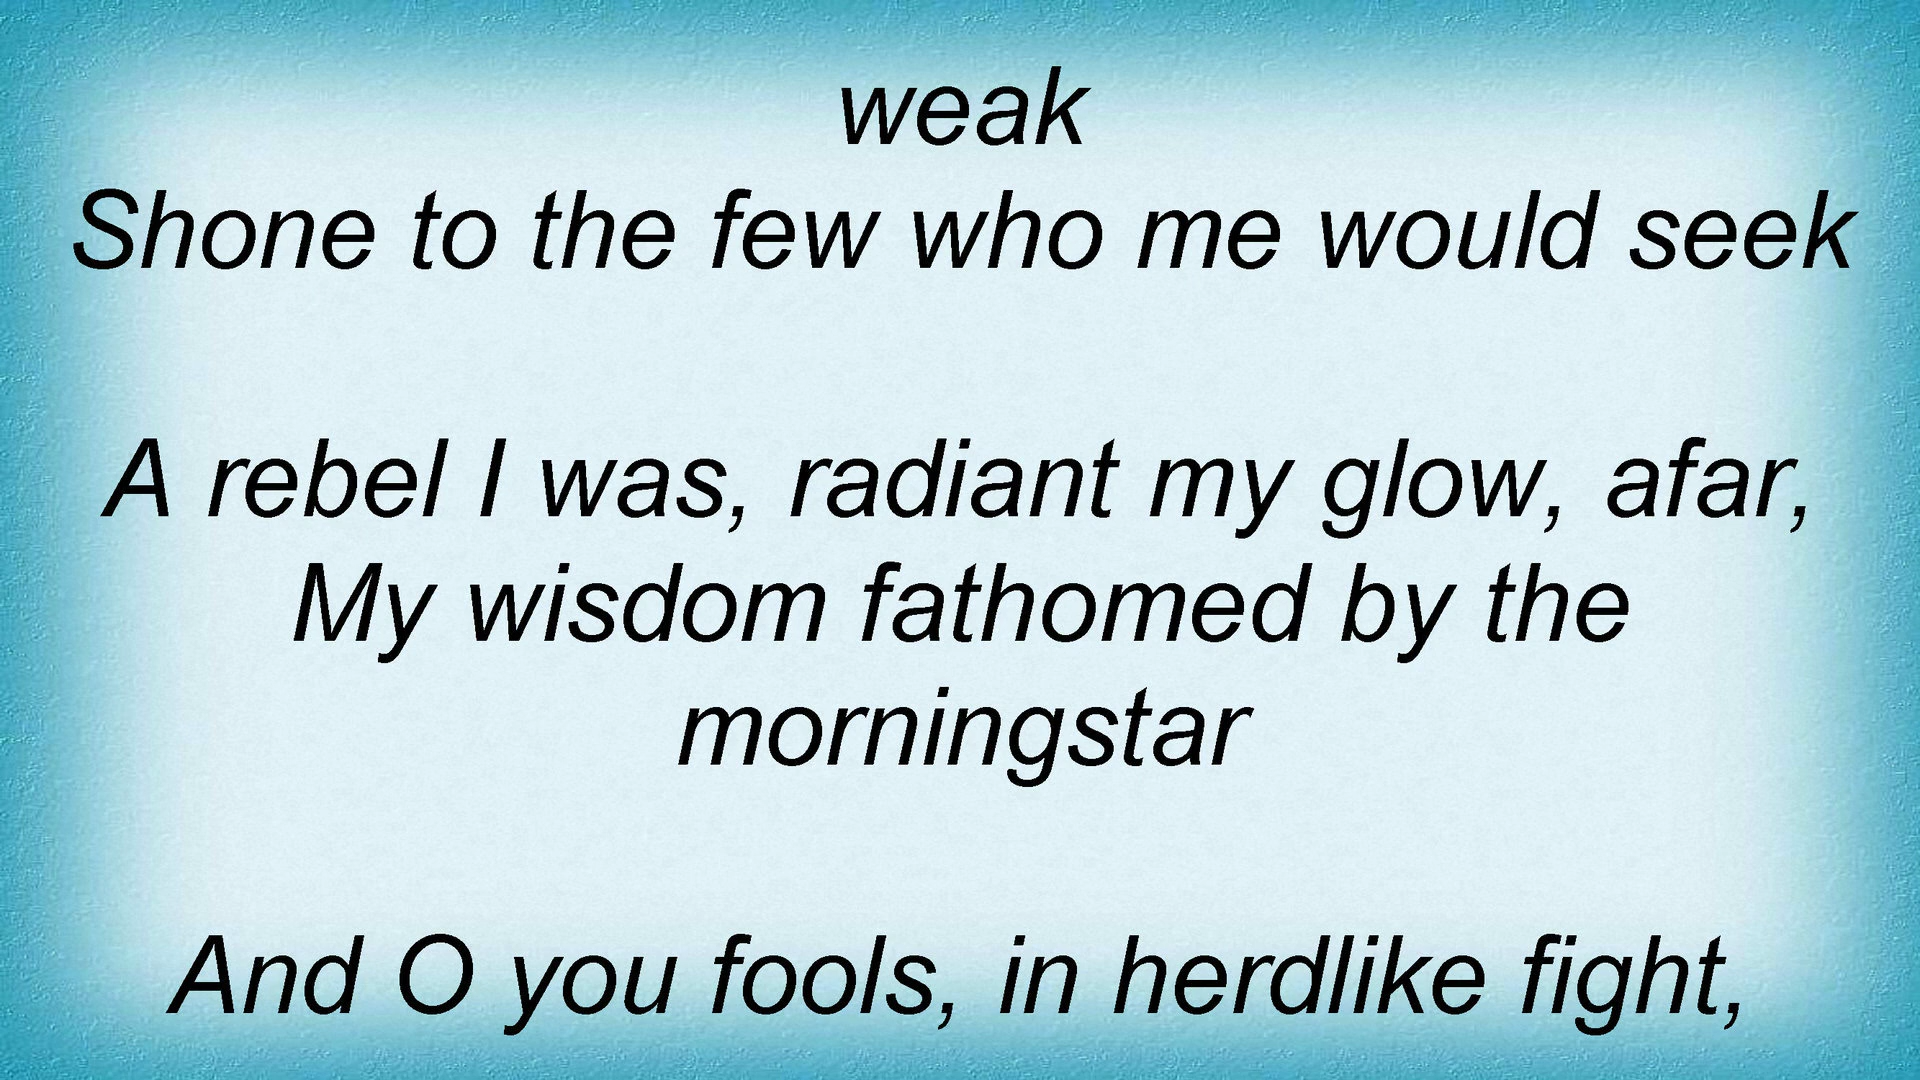 weak
Shone to the few who me would seek
A rebel I was, radiant my glow, afar,
My wisdom fathomed by the
morningstar
And O you fools, in herdlike fight,